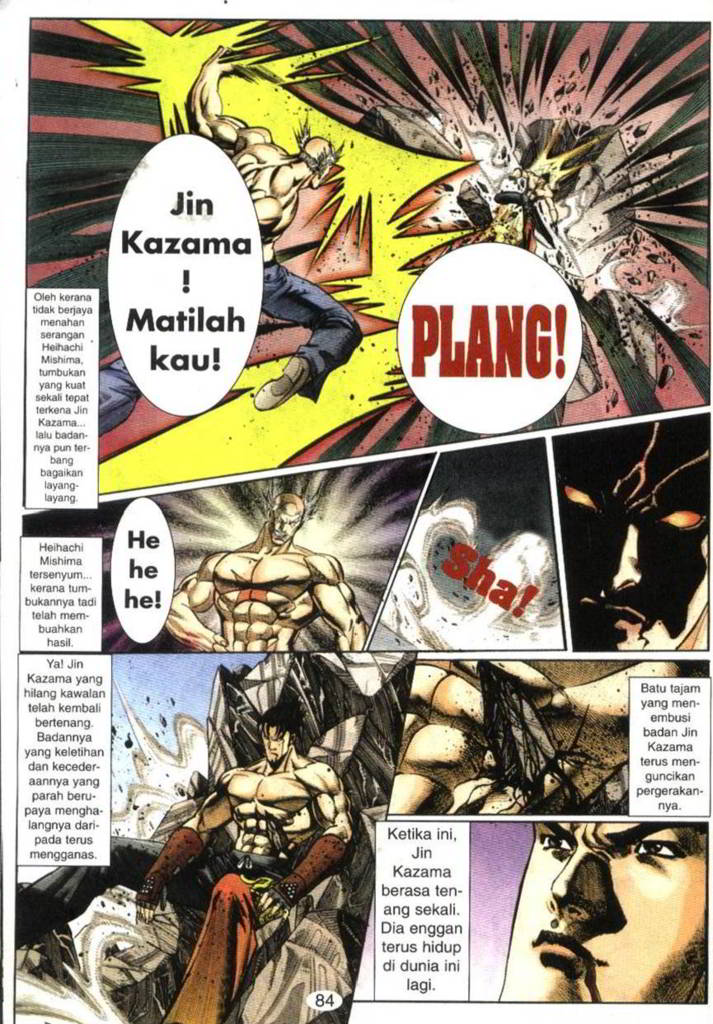 Jin
Kazama
!
Matilah
kau!
PLANG!
Oleh kerana
tidak berjaya
menahan
serangan
Heihachi
Mishima,
tumbukan
yang kuat
sekali tepat
terkena Jin
Kazama...
lalu badan-
nya pun ter-
bang
bagaikan
layang-
layang.
Heihachi
Mishima
tersenyum...
kerana tum-
bukannya tadi
telah mem-
buahkan
hasil.
He
he
he!
Sha!
Ya! Jin
Kazama yang
hilang kawalan
telah kembali
bertenang.
Badannya
yang keletihan
dan keceder-
aannya yang
parah beru-
paya mengha-
langnya dari-
pada terus
mengganas.
Batu tajam
yang men-
embusi
badan Jin
Kazama
terus men-
guncikan
pergerakan-
nya.
Ketika ini,
Jin
Kazama
berasa ten-
ang sekali.
Dia enggan
terus hidup
di dunia ini
lagi.
84